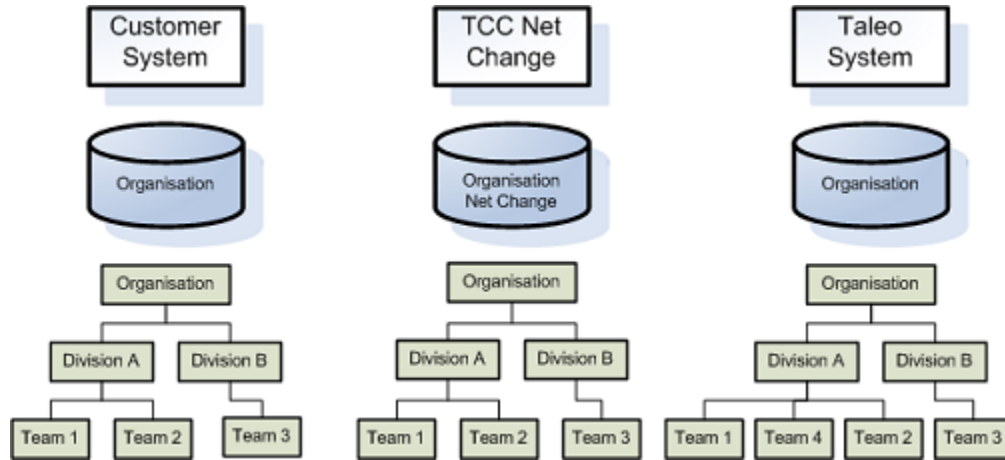 Customer
System
TCC Net
Change
Taleo
System
Organisation
Organisation
Net Change
Organisation
Organisation
Organisation
Organisation
Division A
Division B
Division A
Division B
Division A
Division B
Team 1
Team 2
Team 3
Team 1
Team 2
Team 3
Team 1
Team 4
Team 2
Team 3